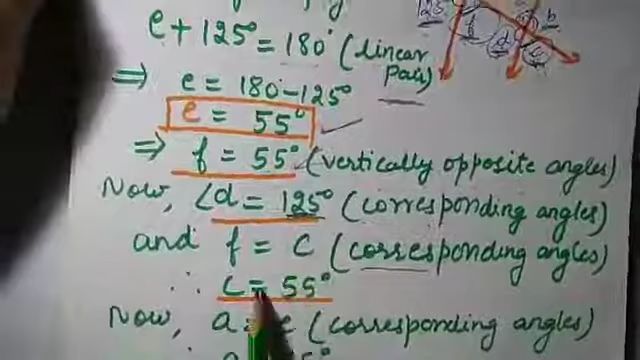 e + 125° = 180° (linear pair)
⇒ e = 180° - 125°
e = 55°
⇒ f = 55° (vertically opposite angles)
Now, ∠d = 125° (corresponding angles)
and f = c (corresponding angles)
∴ c = 55°
Now, a = (corresponding angles)
125°
b
d
c